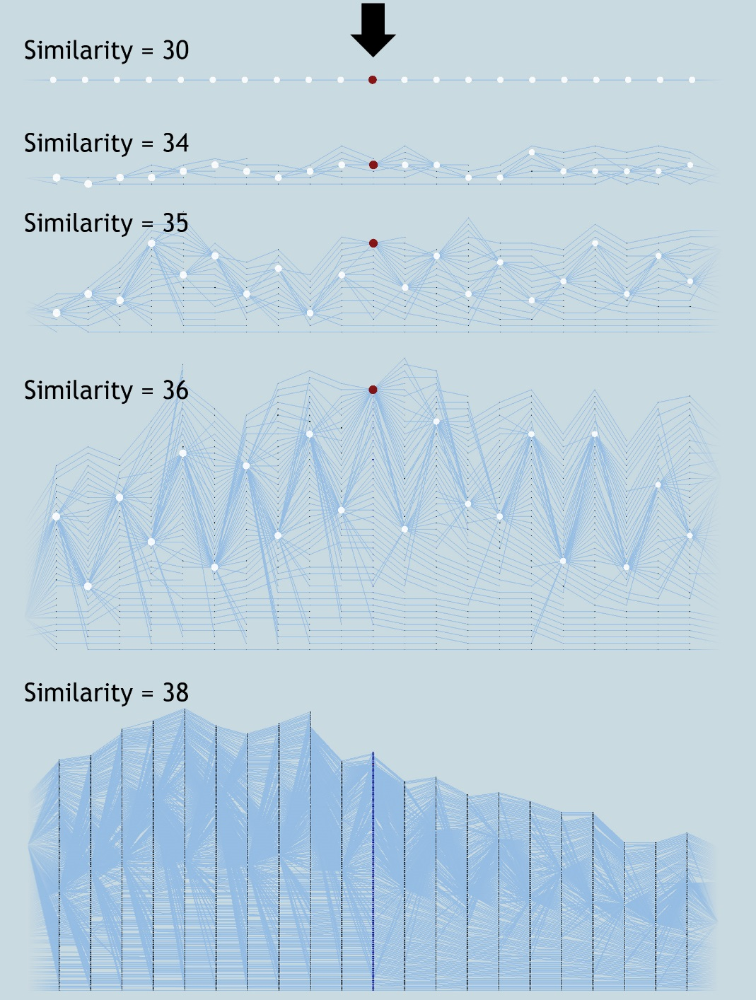 Similarity = 30
Similarity = 34
Similarity = 35
Similarity = 36
Similarity = 38